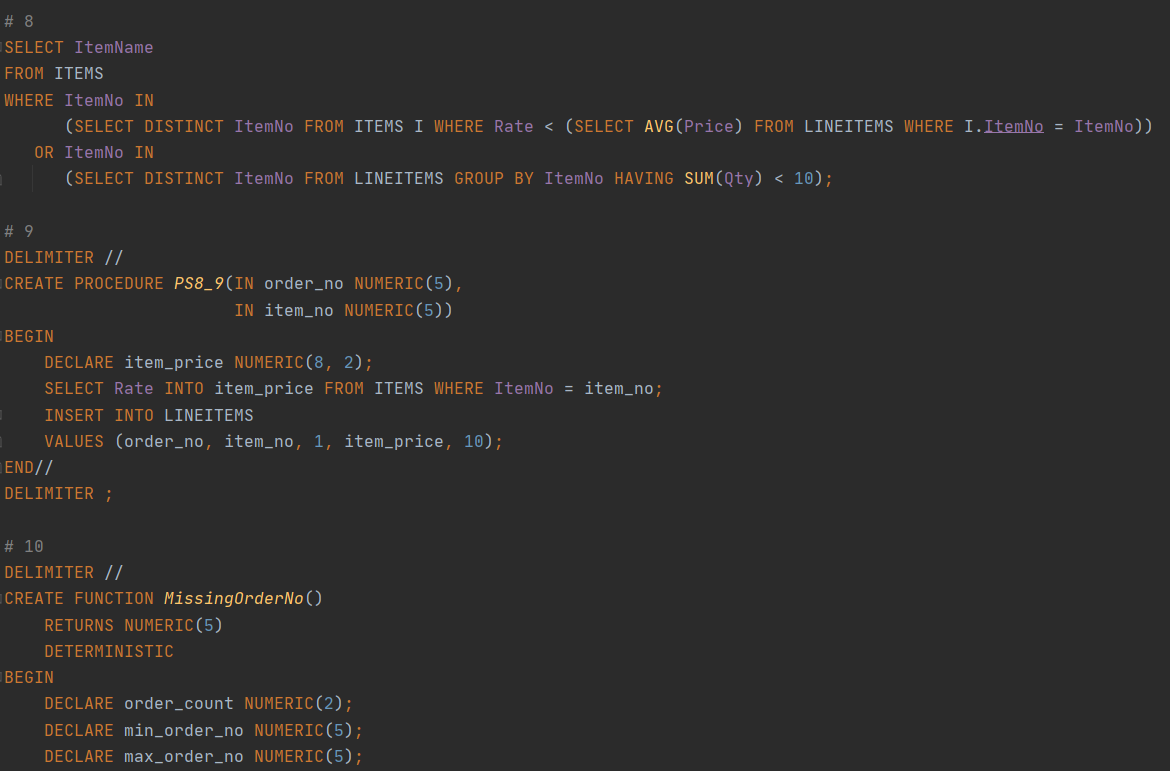 # 8
SELECT ItemName
FROM ITEMS
WHERE ItemNo IN
(SELECT DISTINCT ItemNo FROM ITEMS I WHERE Rate < (SELECT AVG(Price) FROM LINEITEMS WHERE I.ItemNo = ItemNo))
OR ItemNo IN
(SELECT DISTINCT ItemNo FROM LINEITEMS GROUP BY ItemNo HAVING SUM(Qty) < 10);
# 9
DELIMITER //
CREATE PROCEDURE PS8_9(IN order_no NUMERIC(5),
IN item_no NUMERIC(5))
BEGIN
DECLARE item_price NUMERIC(8, 2);
SELECT Rate INTO item_price FROM ITEMS WHERE ItemNo = item_no;
INSERT INTO LINEITEMS
VALUES (order_no, item_no, 1, item_price, 10);
END//
DELIMITER ;
# 10
DELIMITER //
CREATE FUNCTION MissingOrderNo()
RETURNS NUMERIC(5)
DETERMINISTIC
BEGIN
DECLARE order_count NUMERIC(2);
DECLARE min_order_no NUMERIC(5);
DECLARE max_order_no NUMERIC(5);